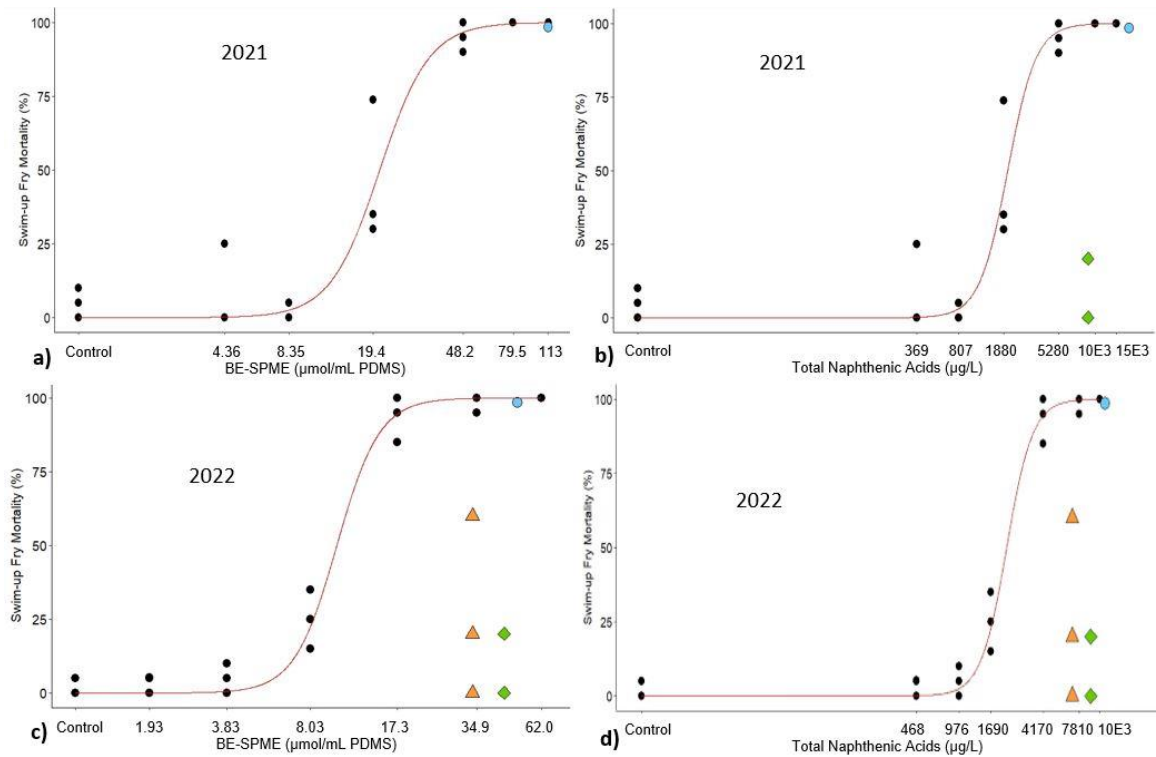 100
75
50
25
0
Swim-up Fry Mortality (%)
2021
Control 4.36 8.35 19.4 48.2 79.5 113
a) BE-SPME (µmol/mL PDMS)
100
75
50
25
0
Swim-up Fry Mortality (%)
2021
Control 369 807 1880 5280 10E3 15E3
b) Total Naphthenic Acids (µg/L)
100
75
50
25
0
Swim-up Fry Mortality (%)
2022
Control 1.93 3.83 8.03 17.3 34.9 62.0
c) BE-SPME (µmol/mL PDMS)
100
75
50
25
0
Swim-up Fry Mortality (%)
2022
Control 468 976 1690 4170 7810 10E3
d) Total Naphthenic Acids (µg/L)